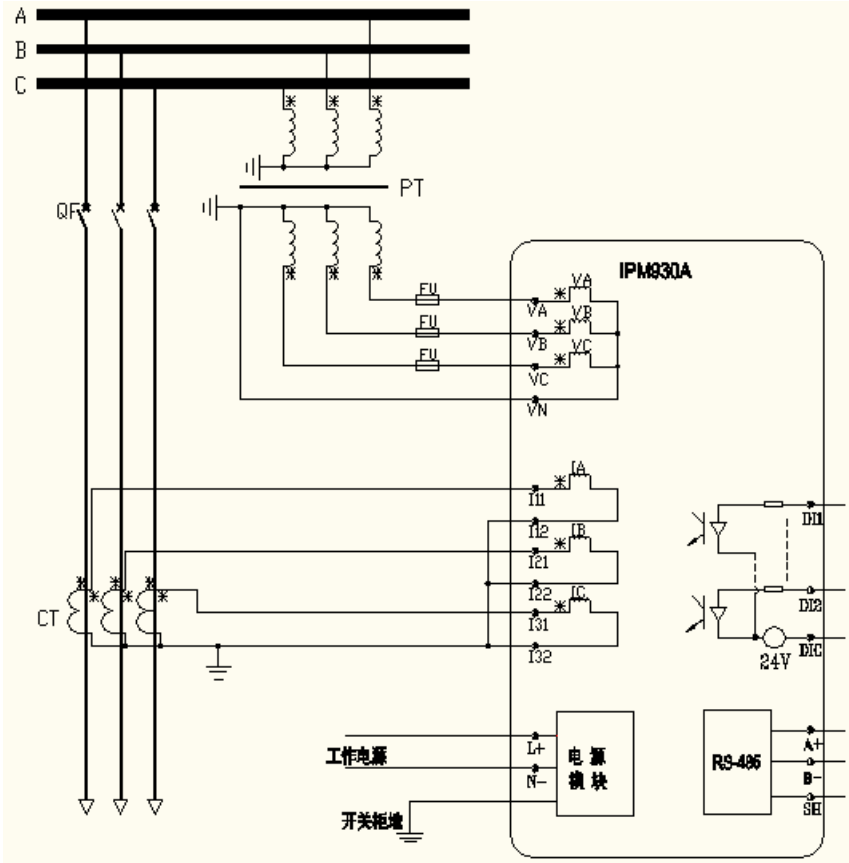 A
B
C
PT
QF
IPM930A
FU
VA
VA
FU
VB
VB
FU
VC
VC
VN
IA
I11
I12
IB
I21
I22
IC
I31
I32
CT
DI1
DI2
DIC
24V
工作电源
L+
N-
电源
模块
开关柜地
RS-485
A+
B-
SH